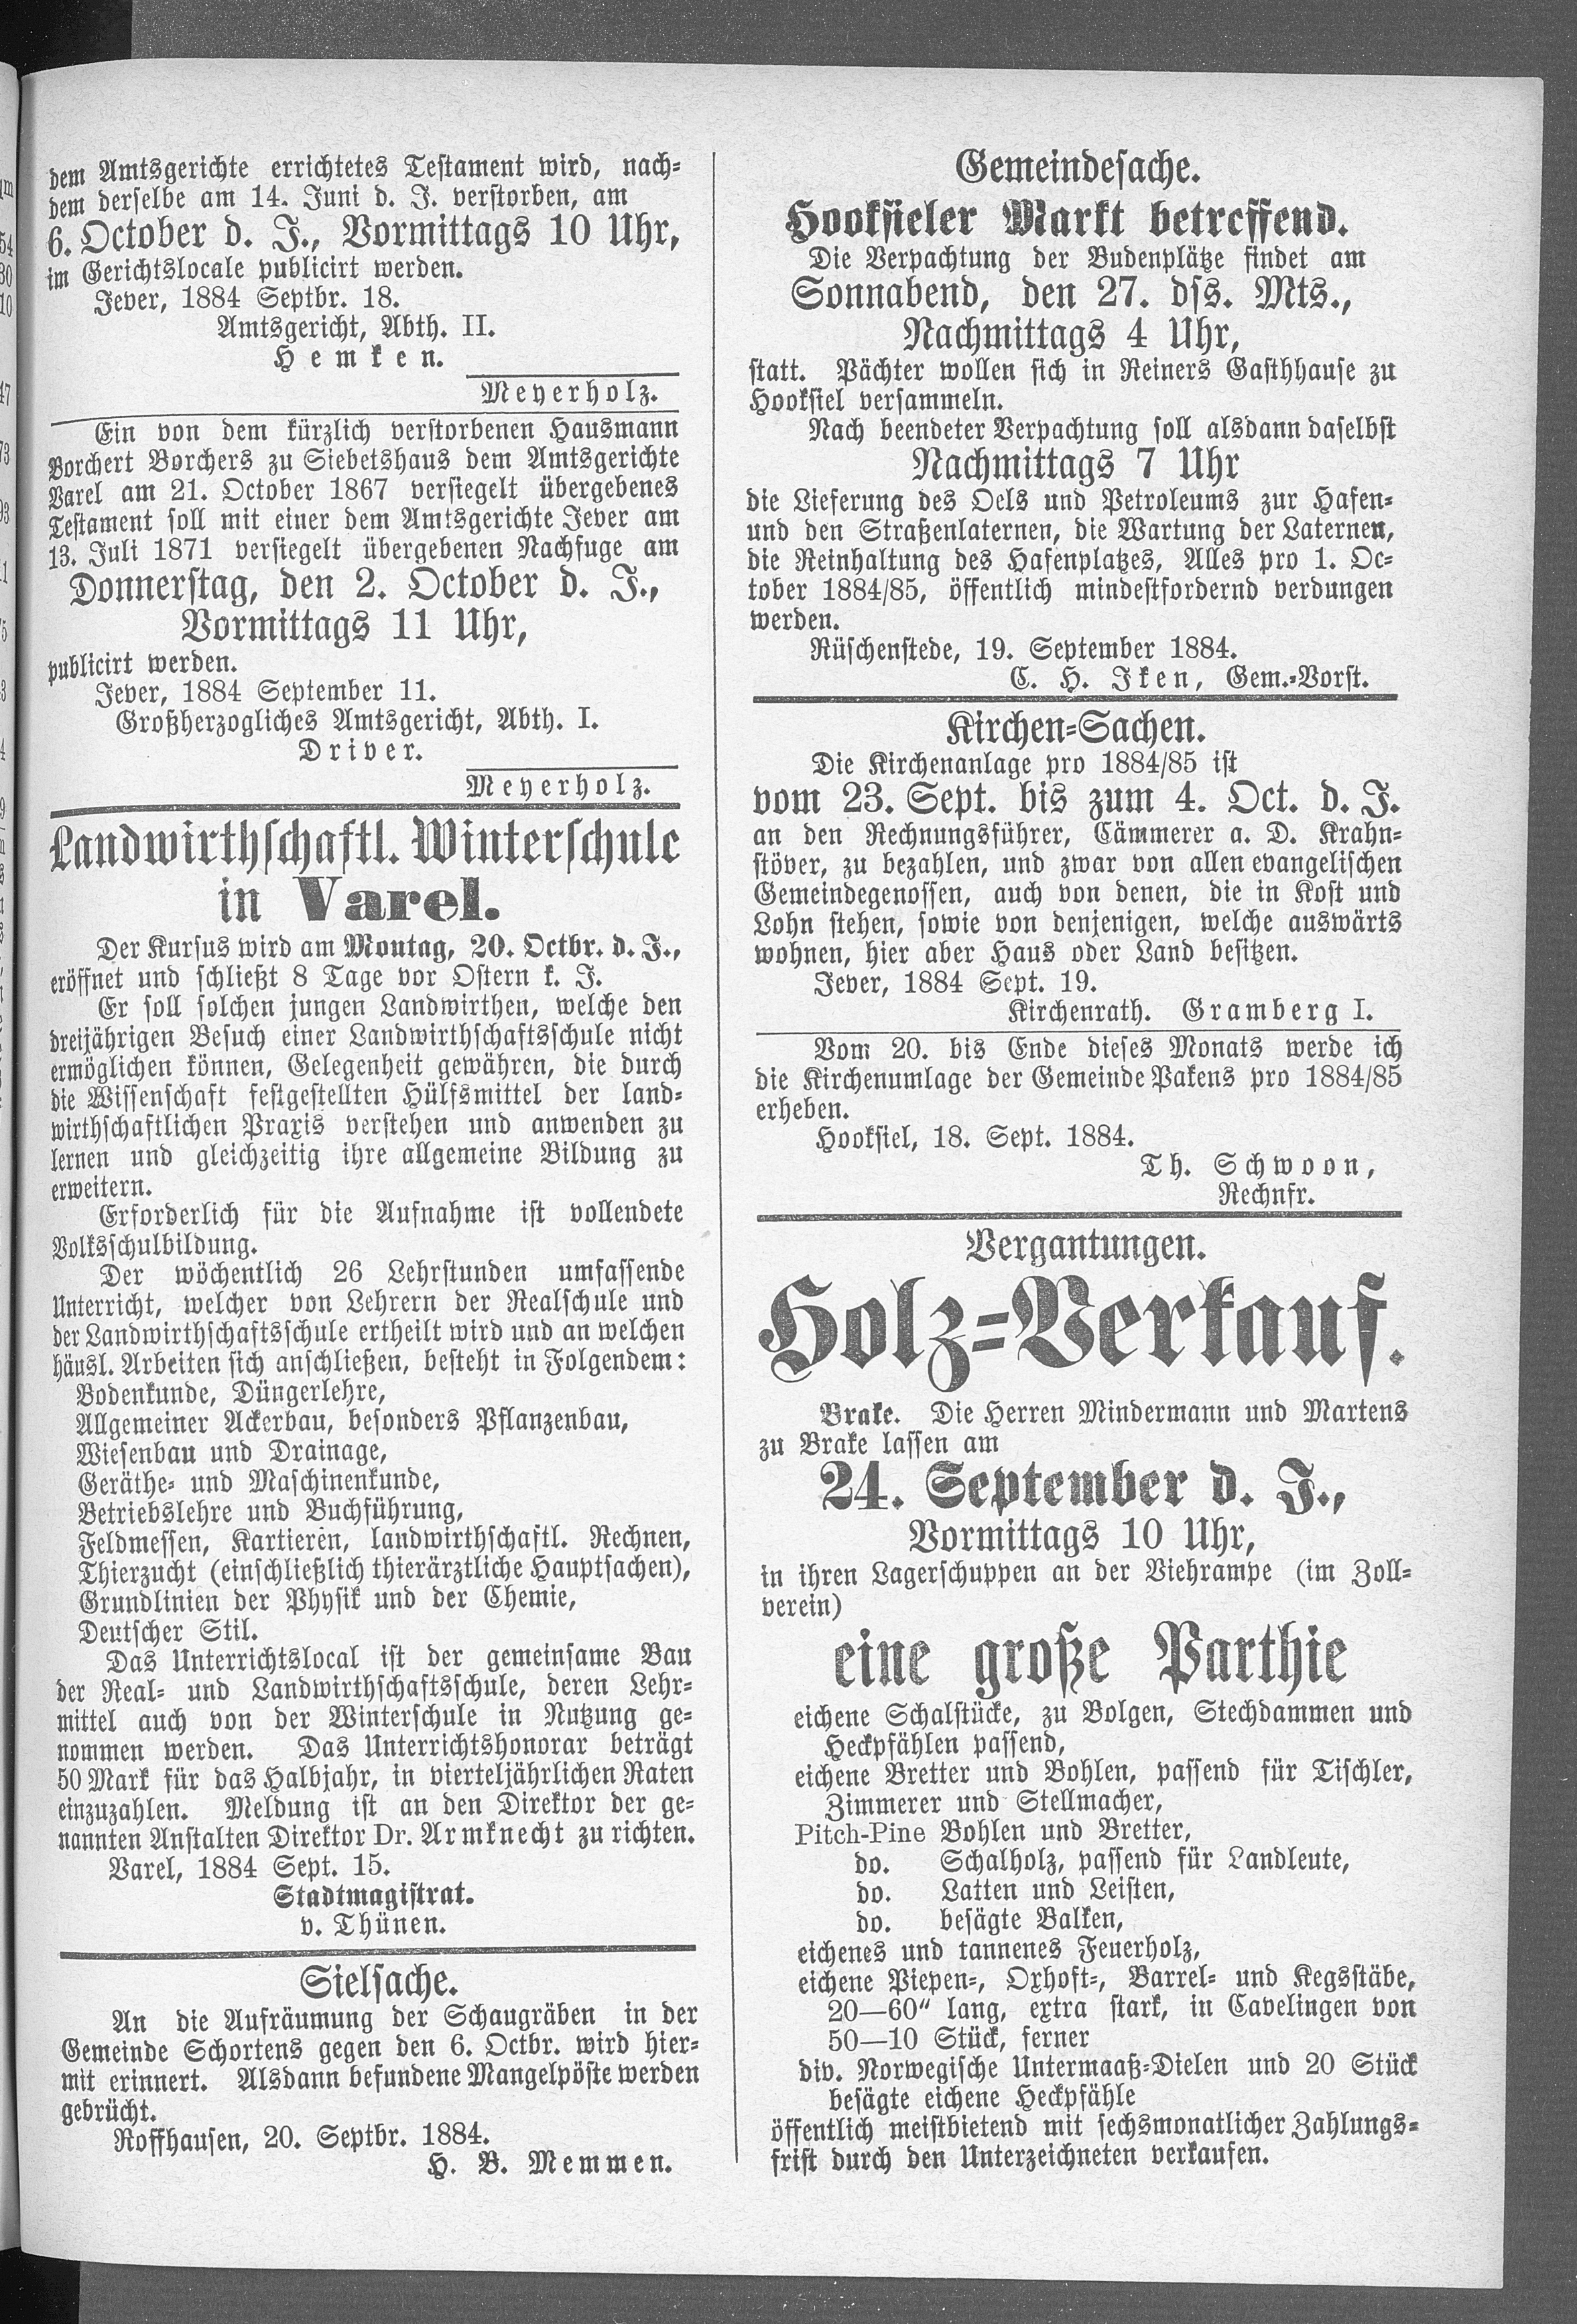 dem Amtsgerichte errichtetes Testament wird, nach-
dem derselbe am 14. Juni d. J. verstorben, am
6. October d. J., Vormittags 10 Uhr,
im Gerichtslocale publicirt werden.
Jever, 1884 Septbr. 18.
Amtsgericht, Abth. II.
Hemken.
Meyerholz.
Ein von dem kürzlich verstorbenen Hausmann
Borchert Borchers zu Siebetshaus dem Amtsgerichte
Varel am 21. October 1867 versiegelt übergebenes
Testament soll mit einer dem Amtsgerichte Jever am
13. Juli 1871 versiegelt übergebenen Nachfuge am
Donnerstag, den 2. October d. J.,
Vormittags 11 Uhr,
publicirt werden.
Jever, 1884 September 11.
Großherzogliches Amtsgericht, Abth. I.
Driver.
Meyerholz.
Landwirthschaftl. Winterschule
in Varel.
Der Kursus wird am Montag, 20. Octbr. d. J.,
eröffnet und schließt 8 Tage vor Ostern k. J.
Er soll solchen jungen Landwirthen, welche den
dreijährigen Besuch einer Landwirthschaftsschule nicht
ermöglichen können, Gelegenheit gewähren, die durch
die Wissenschaft festgestellten Hülfsmittel der land-
wirthschaftlichen Praxis verstehen und anwenden zu
lernen und gleichzeitig ihre allgemeine Bildung zu
erweitern.
Erforderlich für die Aufnahme ist vollendete
Volksschulbildung.
Der wöchentlich 26 Lehrstunden umfassende
Unterricht, welcher von Lehrern der Realschule und
der Landwirthschaftsschule ertheilt wird und an welchen
häusl. Arbeiten sich anschließen, besteht in Folgendem:
Bodenkunde, Düngerlehre,
Allgemeiner Ackerbau, besonders Pflanzenbau,
Wiesenbau und Drainage,
Geräthe- und Maschinenkunde,
Betriebslehre und Buchführung,
Feldmessen, Kartieren, landwirthschaftl. Rechnen,
Thierzucht (einschließlich thierärztliche Hauptsachen),
Grundlinien der Physik und der Chemie,
Deutscher Stil.
Das Unterrichtslocal ist der gemeinsame Bau
der Real- und Landwirthschaftsschule, deren Lehr-
mittel auch von der Winterschule in Nutzung ge-
nommen werden. Das Unterrichtshonorar beträgt
50 Mark für das Halbjahr, in vierteljährlichen Raten
einzuzahlen. Meldung ist an den Direktor der ge-
nannten Anstalten Direktor Dr. Armknecht zu richten.
Varel, 1884 Sept. 15.
Stadtmagistrat.
v. Thünen.
Sielsache.
An die Aufräumung der Schaugräben in der
Gemeinde Schortens gegen den 6. Octbr. wird hier-
mit erinnert. Alsdann befundene Mangelpöste werden
gebrücht.
Roffhausen, 20. Septbr. 1884.
H. B. Memmen.
Gemeindesache.
Hooksieler Markt betreffend.
Die Verpachtung der Budenplätze findet am
Sonnabend, den 27. dss. Mts.,
Nachmittags 4 Uhr,
statt. Pächter wollen sich in Reiners Gasthhause zu
Hooksiel versammeln.
Nach beendeter Verpachtung soll alsdann daselbst
Nachmittags 7 Uhr
die Lieferung des Oels und Petroleums zur Hafen-
und den Straßenlaternen, die Wartung der Laternen,
die Reinhaltung des Hafenplatzes, Alles pro 1. Oc-
tober 1884/85, öffentlich mindestfordernd verdungen
werden.
Rüschenstede, 19. September 1884.
C. H. Iken, Gem.-Vorst.
Kirchen-Sachen.
Die Kirchenanlage pro 1884/85 ist
vom 23. Sept. bis zum 4. Oct. d. J.
an den Rechnungsführer, Cämmerer a. D. Krahn-
stöver, zu bezahlen, und zwar von allen evangelischen
Gemeindegenossen, auch von denen, die in Kost und
Lohn stehen, sowie von denjenigen, welche auswärts
wohnen, hier aber Haus oder Land besitzen.
Jever, 1884 Sept. 19.
Kirchenrath. Gramberg I.
Vom 20. bis Ende dieses Monats werde ich
die Kirchenumlage der Gemeinde Pakens pro 1884/85
erheben.
Hooksiel, 18. Sept. 1884.
Th. Schwoon,
Rechnfr.
Vergantungen.
Holz-Verkauf.
Brake. Die Herren Mindermann und Martens
zu Brake lassen am
24. September d. J.,
Vormittags 10 Uhr,
in ihren Lagerschuppen an der Viehrampe (im Zoll-
verein)
eine große Parthie
eichene Schalstücke, zu Bolgen, Stechdammen und
Heckpfählen passend,
eichene Bretter und Bohlen, passend für Tischler,
Zimmerer und Stellmacher,
Pitch-Pine Bohlen und Bretter,
do. Schalholz, passend für Landleute,
do. Latten und Leisten,
do. besägte Balken,
eichenes und tannenes Feuerholz,
eichene Piepen-, Oxhoft-, Barrel- und Kegsstäbe,
20—60" lang, extra stark, in Cavelingen von
50—10 Stück, ferner
div. Norwegische Untermaaß-Dielen und 20 Stück
besägte eichene Heckpfähle
öffentlich meistbietend mit sechsmonatlicher Zahlungs-
frist durch den Unterzeichneten verkaufen.